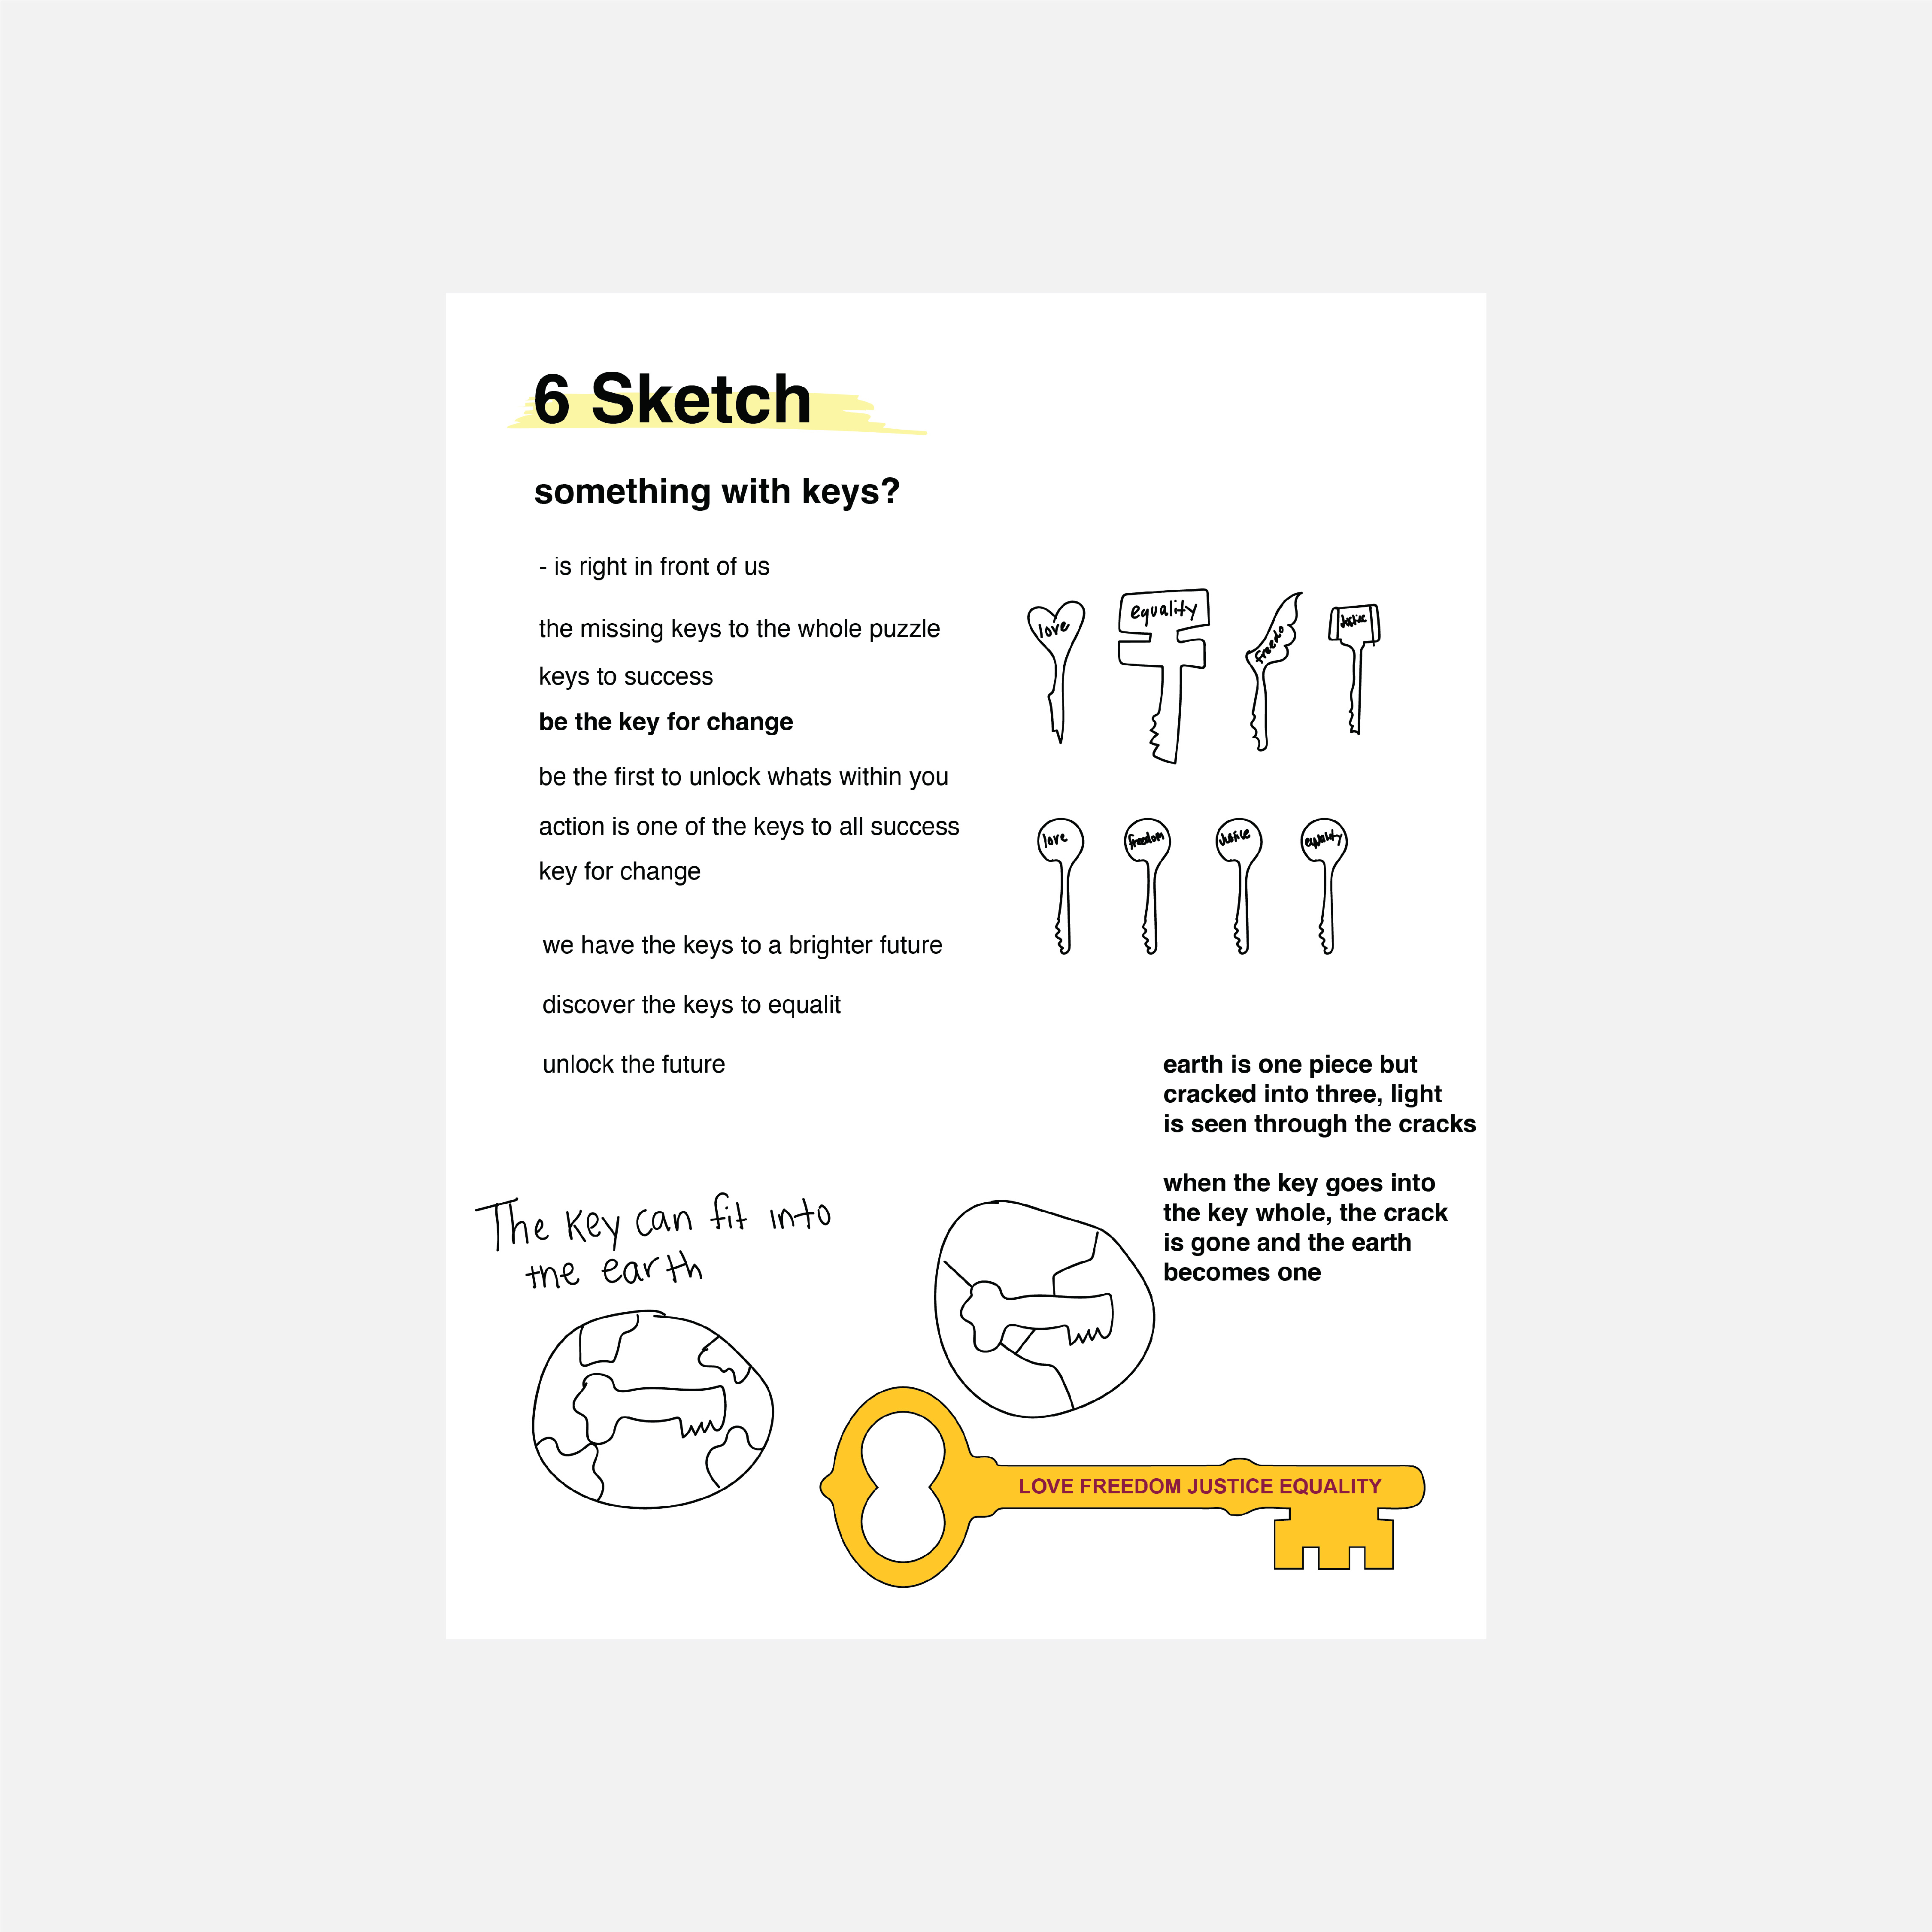 6 Sketch
something with keys?
- is right in front of us
the missing keys to the whole puzzle
keys to success
be the key for change
be the first to unlock whats within you
action is one of the keys to all success
key for change
we have the keys to a brighter future
discover the keys to equalit
unlock the future
love
equality
freedo
Justice
love
freedom
Justice
equality
earth is one piece but
cracked into three, light
is seen through the cracks
when the key goes into
the key whole, the crack
is gone and the earth
becomes one
The key can fit into
the earth
LOVE FREEDOM JUSTICE EQUALITY